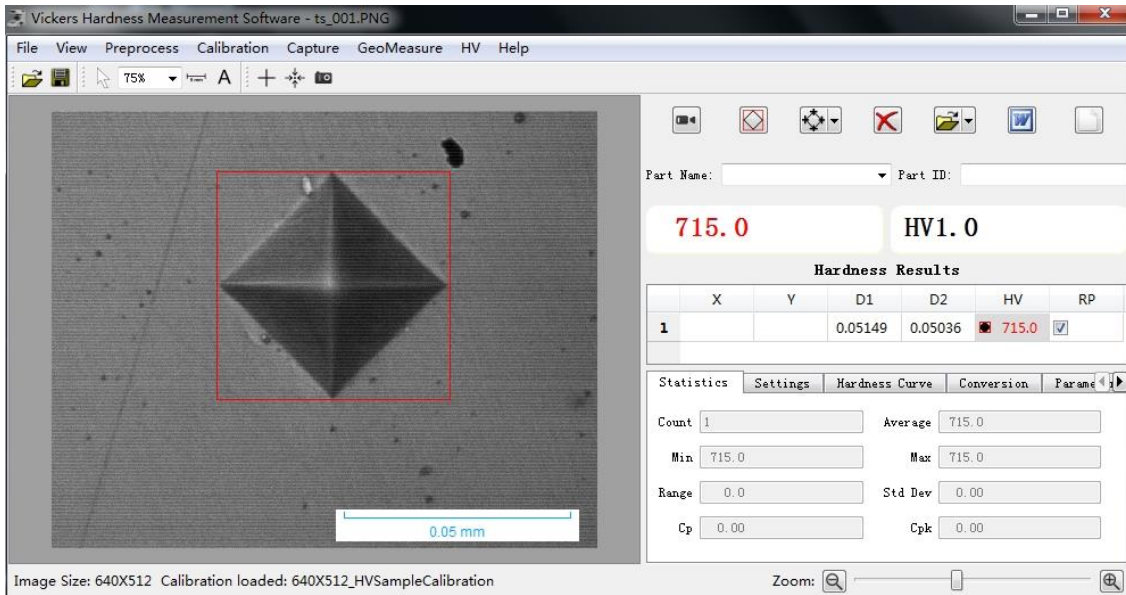 Vickers Hardness Measurement Software - ts_001.PNG
File View Preprocess Calibration Capture GeoMeasure HV Help
75% A
Part Name: Part ID:
715.0 HV1.0
Hardness Results
X Y D1 D2 HV RP
1 0.05149 0.05036 715.0
Statistics Settings Hardness Curve Conversion
Count 1 Average 715.0
Min 715.0 Max 715.0
Range 0.0 Std Dev 0.00
Cp 0.00 Cpk 0.00
0.05 mm
Image Size: 640X512 Calibration loaded: 640X512_HVSampleCalibration Zoom: